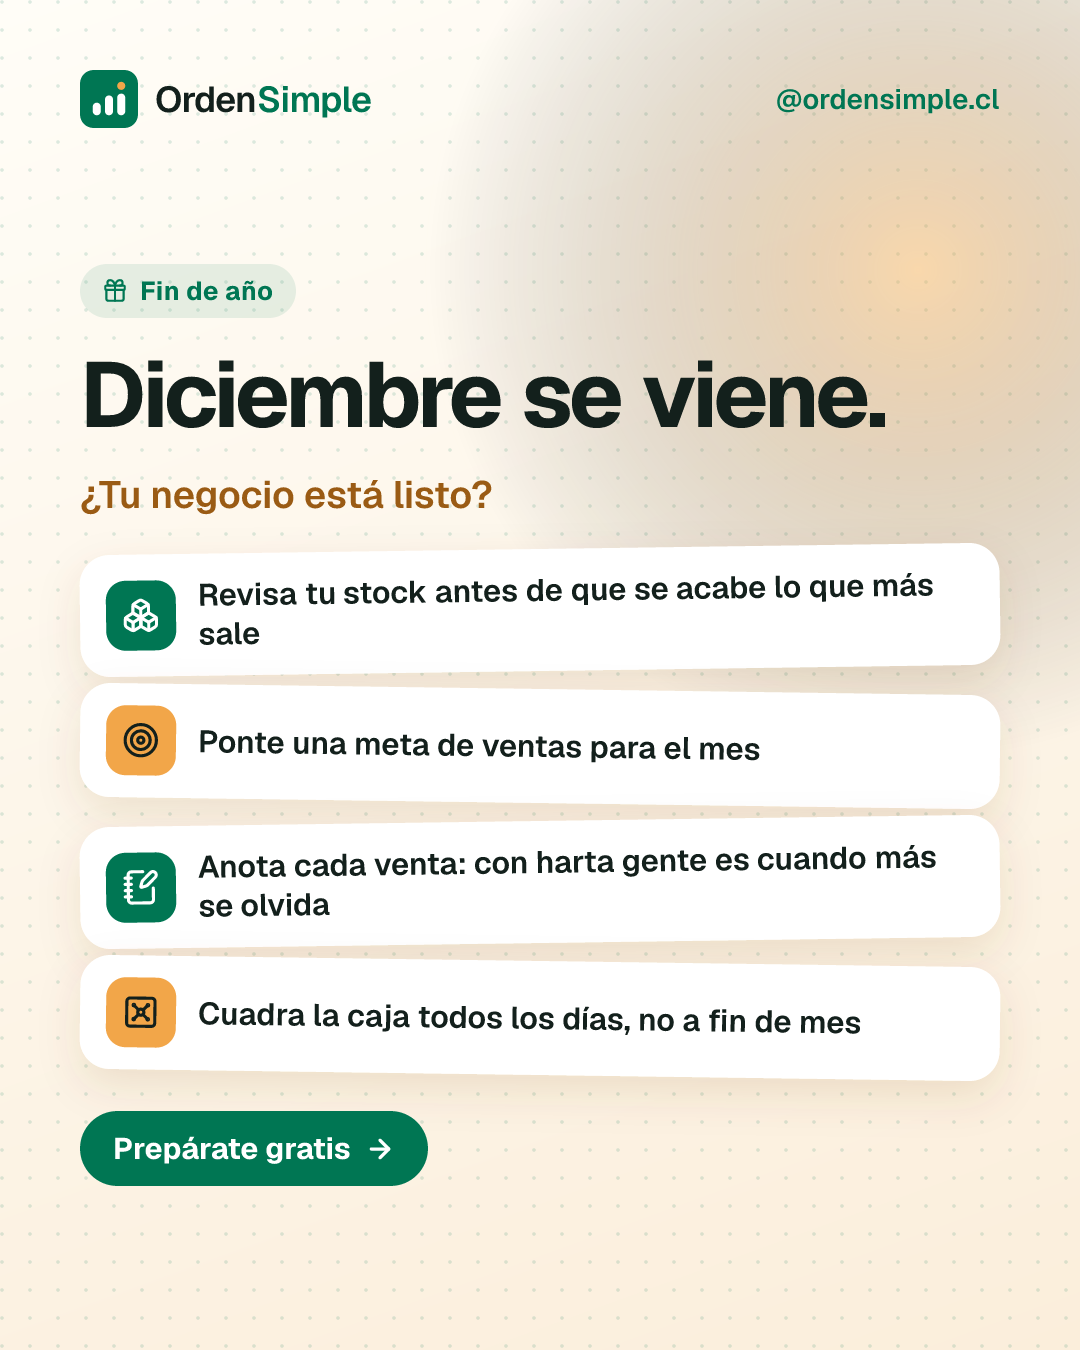 OrdenSimple
@ordensimple.cl
Fin de año
Diciembre se viene.
¿Tu negocio está listo?
Revisa tu stock antes de que se acabe lo que más
sale
Ponte una meta de ventas para el mes
Anota cada venta: con harta gente es cuando más
se olvida
Cuadra la caja todos los días, no a fin de mes
Prepárate gratis →